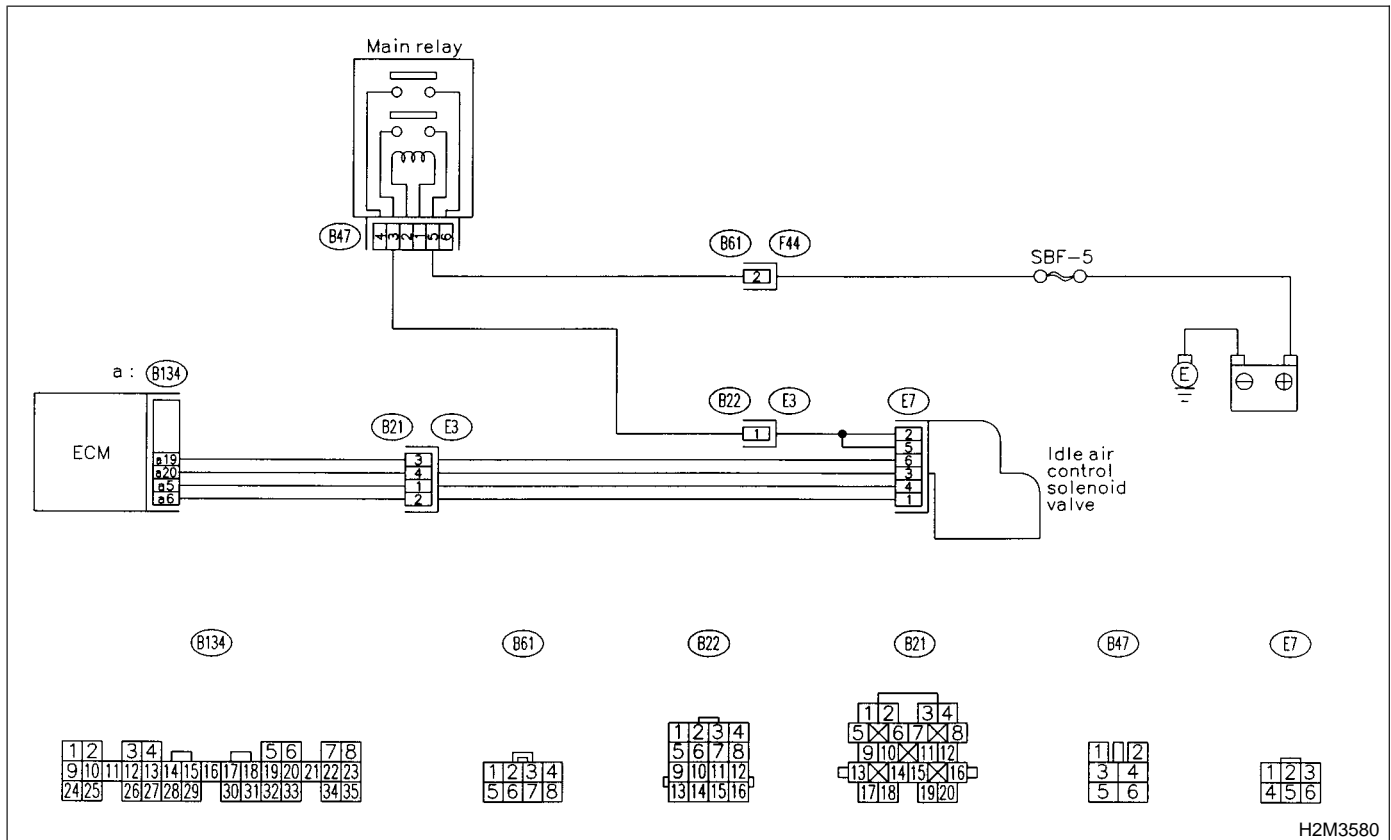 Main relay
B47
4 3 2 1 5 6
B61 F44
2
SBF-5
E
⊖ ⊕
a : B134
ECM
a19
a20
a5
a6
B21 E3
3
4
1
2
B22 E3
1
E7
2
5
6
3
4
1
Idle air
control
solenoid
valve
B134
1 2 3 4 5 6 7 8
9 10 11 12 13 14 15 16 17 18 19 20 21 22 23
24 25 26 27 28 29 30 31 32 33 34 35
B61
1 2 3 4
5 6 7 8
B22
1 2 3 4
5 6 7 8
9 10 11 12
13 14 15 16
B21
1 2 3 4
5 6 7 8
9 10 11 12
13 14 15 16
17 18 19 20
B47
1 2
3 4
5 6
E7
1 2 3
4 5 6
H2M3580